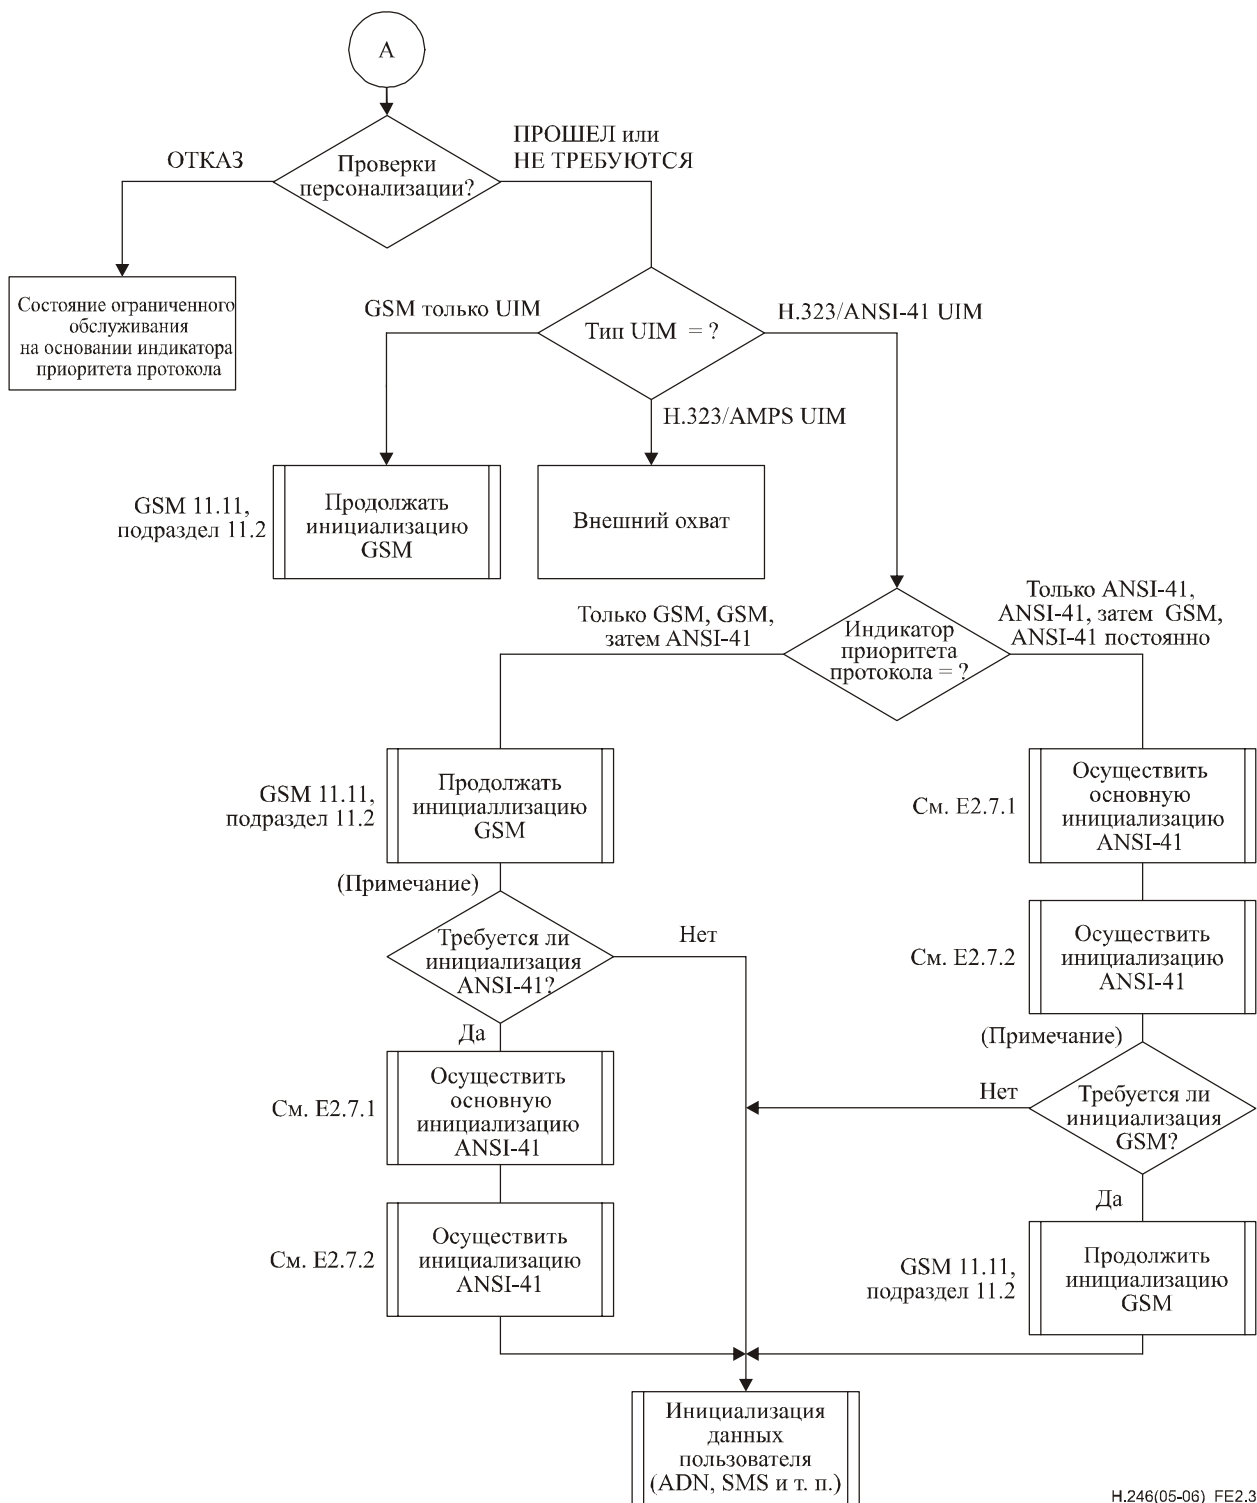 А
ПРОШЕЛ или
НЕ ТРЕБУЮТСЯ
ОТКАЗ
Проверки
персонализации?
Состояние ограниченного
обслуживания
на основании индикатора
приоритета протокола
GSM только UIM
Тип UIM = ?
H.323/ANSI-41 UIM
H.323/AMPS UIM
GSM 11.11,
подраздел 11.2
Продолжать
инициализацию
GSM
Внешний охват
Только GSM, GSM,
затем ANSI-41
Индикатор
приоритета
протокола = ?
Только ANSI-41,
ANSI-41, затем GSM,
ANSI-41 постоянно
GSM 11.11,
подраздел 11.2
Продолжать
инициаллизацию
GSM
См. E2.7.1
Осуществить
основную
инициализацию
ANSI-41
(Примечание)
Требуется ли
инициализация
ANSI-41?
Нет
Да
См. E2.7.2
Осуществить
инициализацию
ANSI-41
(Примечание)
Нет
Требуется ли
инициализация
GSM?
Да
См. E2.7.1
Осуществить
основную
инициализацию
ANSI-41
См. E2.7.2
Осуществить
инициализацию
ANSI-41
GSM 11.11,
подраздел 11.2
Продолжить
инициализацию
GSM
Инициализация
данных
пользователя
(ADN, SMS и т. п.)
H.246(05-06)_FE2.3